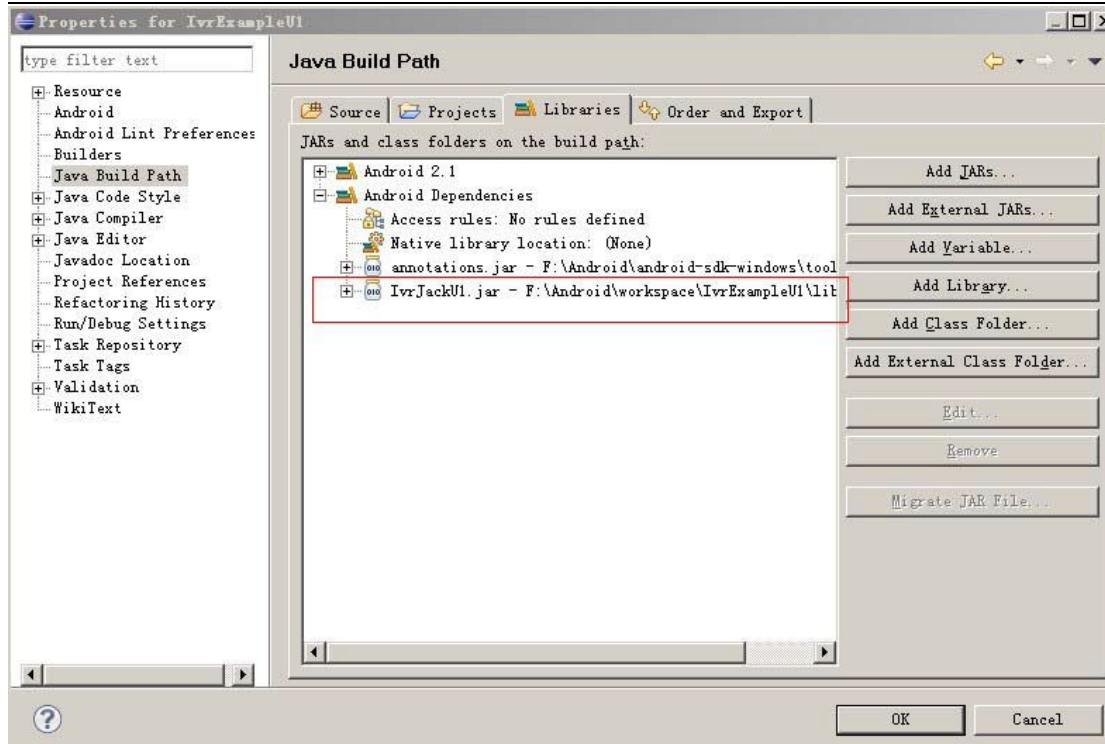 Properties for IvrExampleU1
type filter text
Resource
Android
Android Lint Preferences
Builders
Java Build Path
Java Code Style
Java Compiler
Java Editor
Javadoc Location
Project References
Refactoring History
Run/Debug Settings
Task Repository
Task Tags
Validation
WikiText
Java Build Path
Source Projects Libraries Order and Export
JARs and class folders on the build path:
Android 2.1
Android Dependencies
Access rules: No rules defined
Native library location: (None)
annotations.jar - F:\Android\android-sdk-windows\tool
IvrJackU1.jar - F:\Android\workspace\IvrExampleU1\lib
Add JARs...
Add External JARs...
Add Variable...
Add Library...
Add Class Folder...
Add External Class Folder...
Edit...
Remove
Migrate JAR File...
OK Cancel